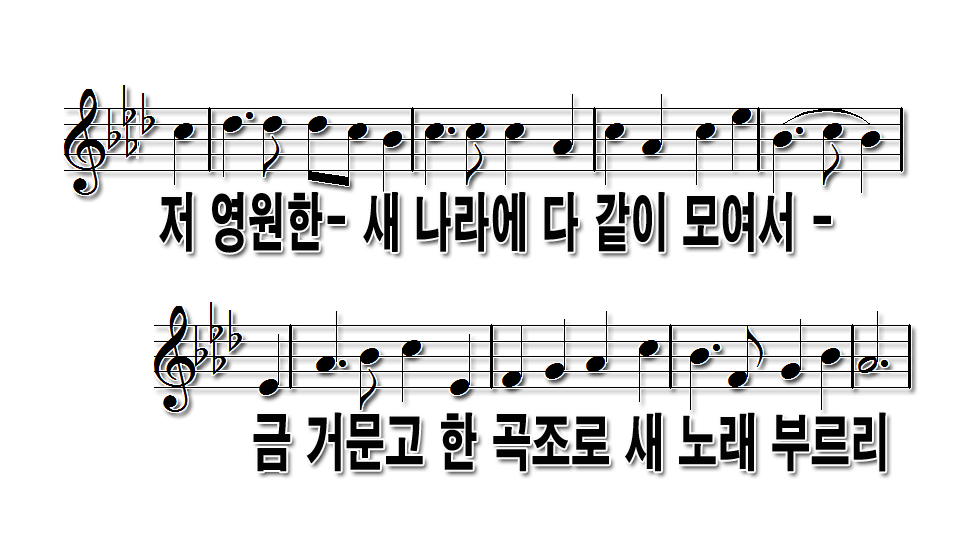 저 영원한- 새 나라에 다 같이 모여서 -
금 거문고 한 곡조로 새 노래 부르리